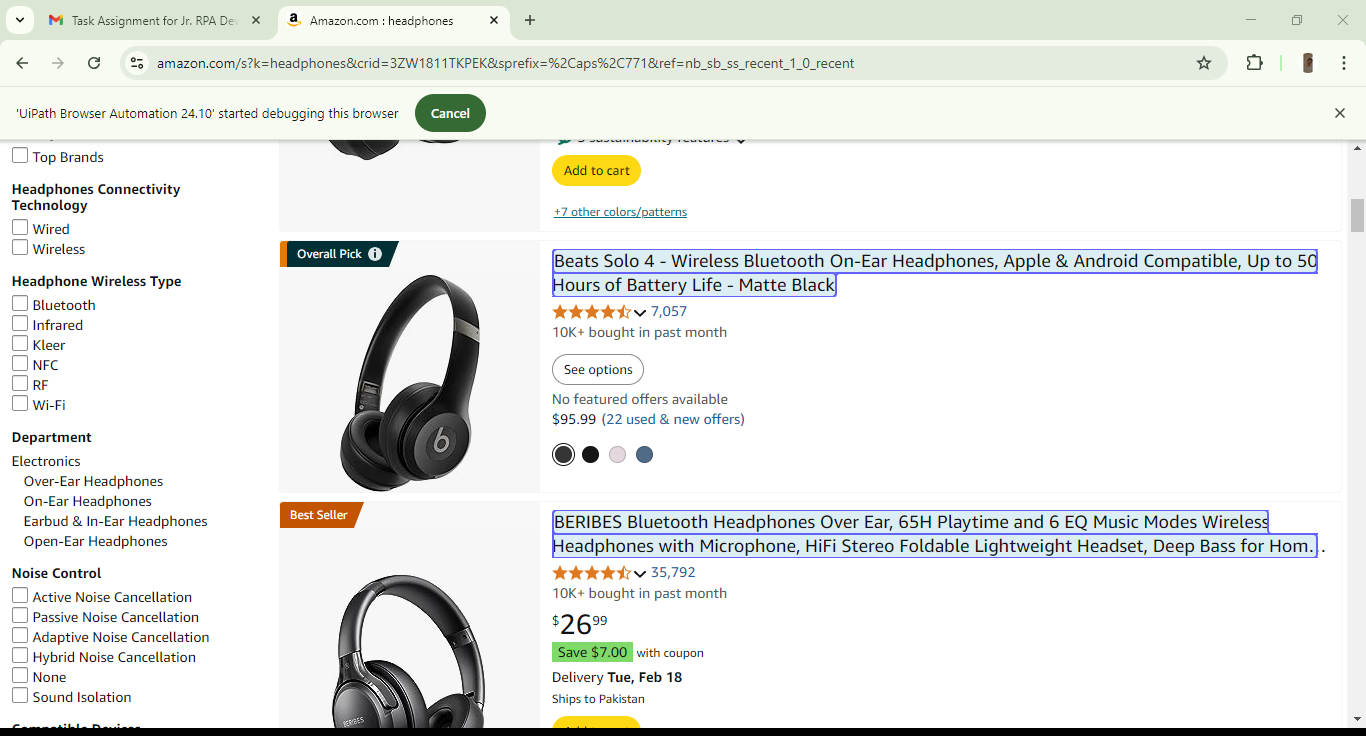 Task Assignment for Jr. RPA De
Amazon.com : headphones
amazon.com/s?k=headphones&crid=3ZW1811TKPEK&sprefix=%2Caps%2C771&ref=nb_sb_ss_recent_1_0_recent
'UiPath Browser Automation 24.10' started debugging this browser
Cancel
Top Brands
Headphones Connectivity
Technology
Wired
Wireless
Headphone Wireless Type
Bluetooth
Infrared
Kleer
NFC
RF
Wi-Fi
Department
Electronics
Over-Ear Headphones
On-Ear Headphones
Earbud & In-Ear Headphones
Open-Ear Headphones
Noise Control
Active Noise Cancellation
Passive Noise Cancellation
Adaptive Noise Cancellation
Hybrid Noise Cancellation
None
Sound Isolation
Compatible Devices
sustainability features
Add to cart
+7 other colors/patterns
Overall Pick
Beats Solo 4 - Wireless Bluetooth On-Ear Headphones, Apple & Android Compatible, Up to 50
Hours of Battery Life - Matte Black
7,057
10K+ bought in past month
See options
No featured offers available
$95.99 (22 used & new offers)
Best Seller
BERIBES
BERIBES Bluetooth Headphones Over Ear, 65H Playtime and 6 EQ Music Modes Wireless
Headphones with Microphone, HiFi Stereo Foldable Lightweight Headset, Deep Bass for Hom...
35,792
10K+ bought in past month
$26.99
Save $7.00 with coupon
Delivery Tue, Feb 18
Ships to Pakistan